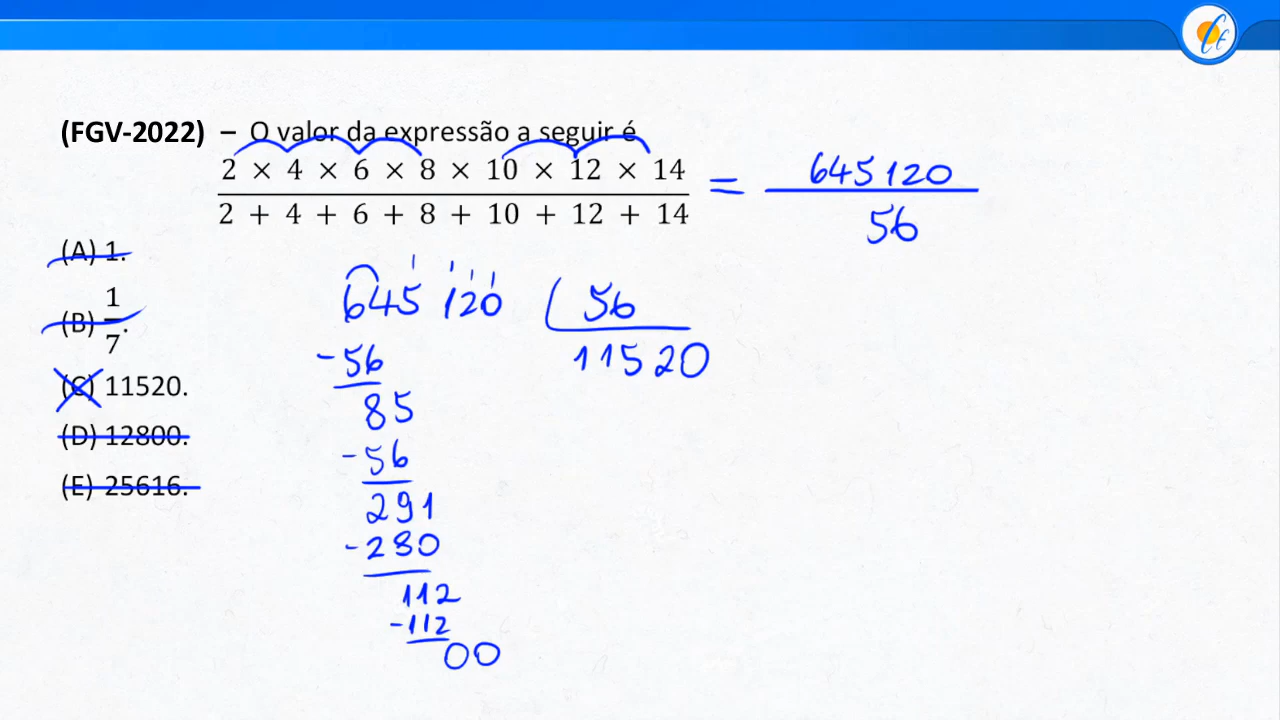 (FGV-2022) – O valor da expressão a seguir é
2 × 4 × 6 × 8 × 10 × 12 × 14
2 + 4 + 6 + 8 + 10 + 12 + 14
= 645120
56
(A) 1.
(B) 1
7.
(C) 11520.
(D) 12800.
(E) 25616.
645120 56
-56 11520
85
-56
291
-280
112
-112
00